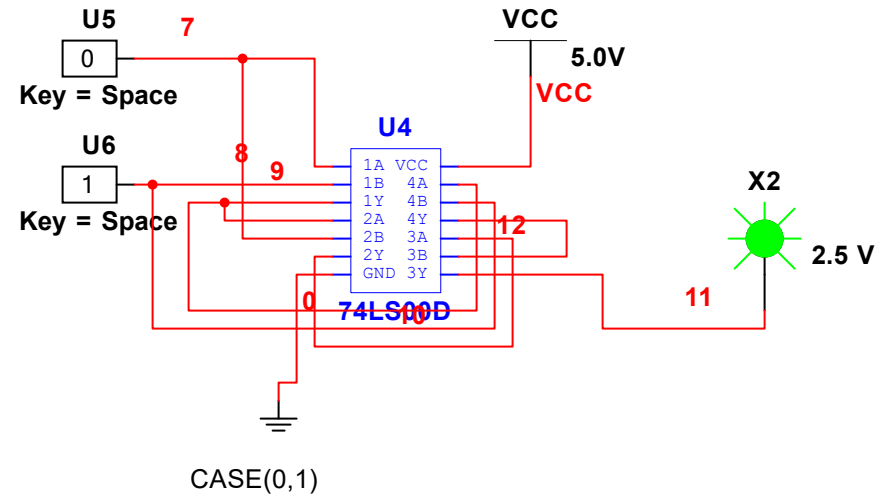 U5
7
0
Key = Space
VCC
5.0V
VCC
U6
8
9
1
Key = Space
U4
1A VCC
1B 4A
1Y 4B
2A 4Y
2B 3A
2Y 3B
GND 3Y
12
0
74LS00D
10
X2
2.5 V
11
CASE(0,1)